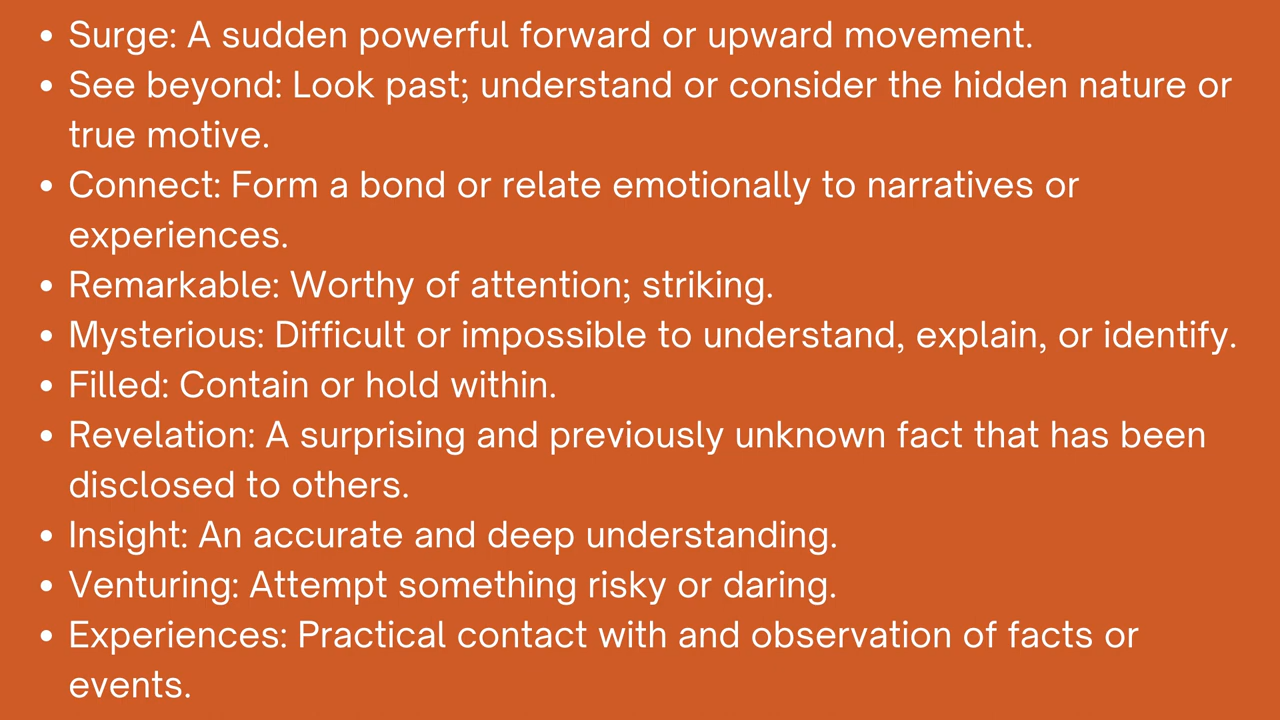 • Surge: A sudden powerful forward or upward movement.
• See beyond: Look past; understand or consider the hidden nature or
true motive.
• Connect: Form a bond or relate emotionally to narratives or
experiences.
• Remarkable: Worthy of attention; striking.
• Mysterious: Difficult or impossible to understand, explain, or identify.
• Filled: Contain or hold within.
• Revelation: A surprising and previously unknown fact that has been
disclosed to others.
• Insight: An accurate and deep understanding.
• Venturing: Attempt something risky or daring.
• Experiences: Practical contact with and observation of facts or
events.